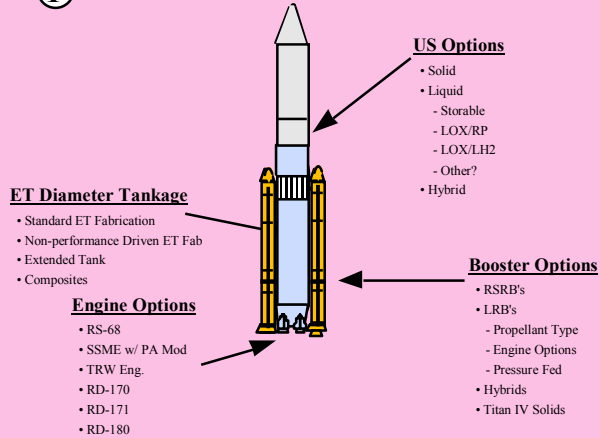 US Options
• Solid
• Liquid
- Storable
- LOX/RP
- LOX/LH2
- Other?
• Hybrid
ET Diameter Tankage
• Standard ET Fabrication
• Non-performance Driven ET Fab
• Extended Tank
• Composites
Booster Options
• RSRB's
• LRB's
- Propellant Type
- Engine Options
- Pressure Fed
• Hybrids
• Titan IV Solids
Engine Options
• RS-68
• SSME w/ PA Mod
• TRW Eng.
• RD-170
• RD-171
• RD-180